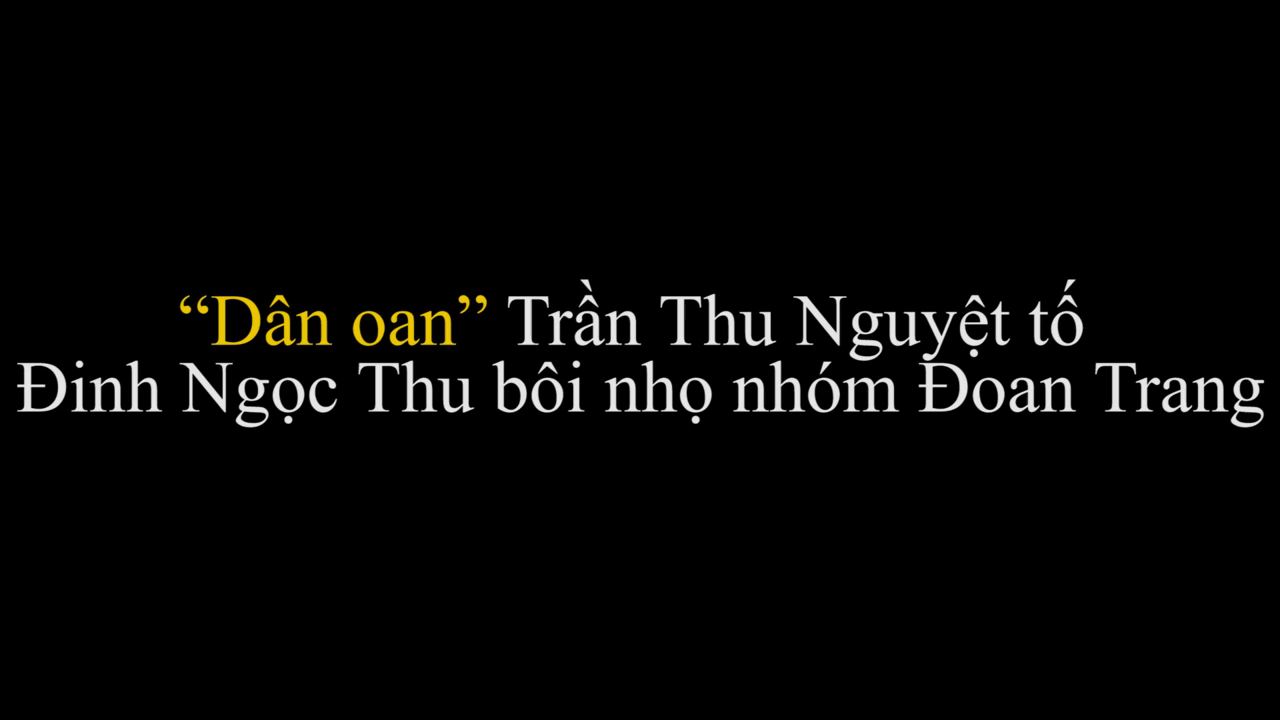 “Dân oan” Trần Thu Nguyệt tố
Đinh Ngọc Thu bôi nhọ nhóm Đoan Trang